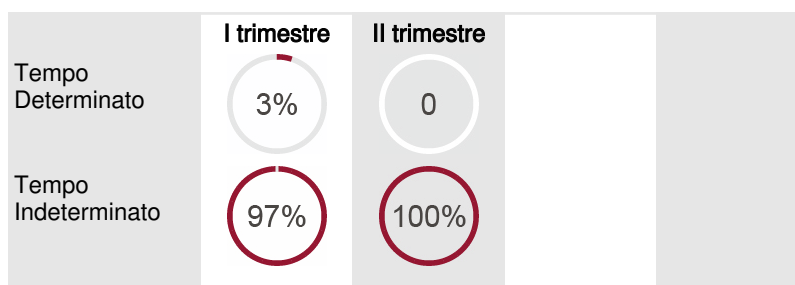 I trimestre II trimestre
Tempo
Determinato
3% 0
Tempo
Indeterminato
97% 100%